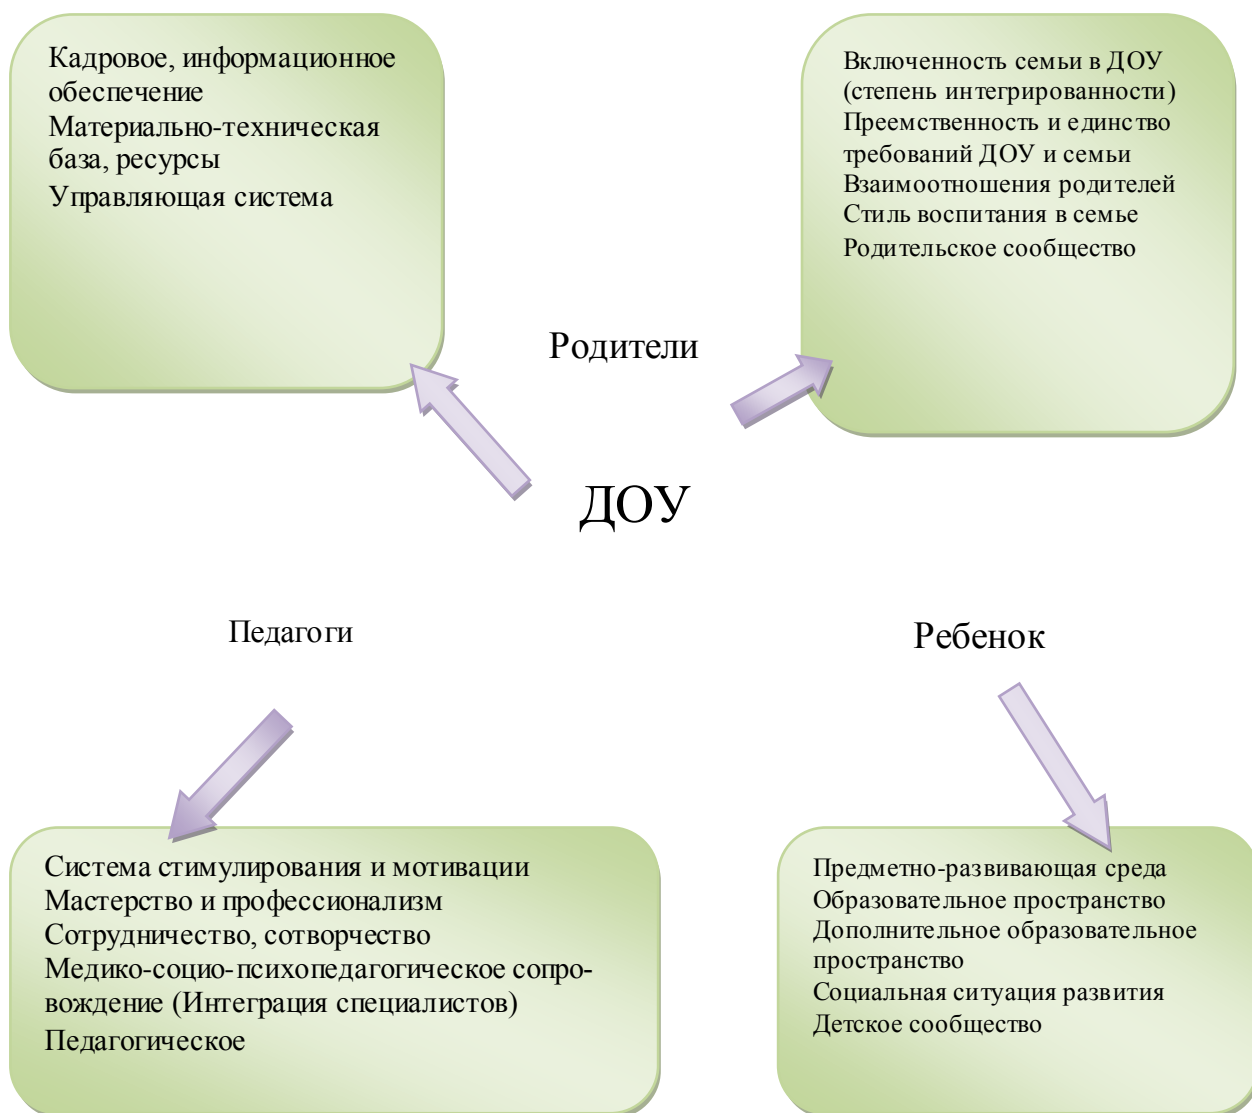 Кадровое, информационное
обеспечение
Материально-техническая
база, ресурсы
Управляющая система
Включенность семьи в ДОУ
(степень интегрированности)
Преемственность и единство
требований ДОУ и семьи
Взаимоотношения родителей
Стиль воспитания в семье
Родительское сообщество
Родители
ДОУ
Педагоги
Ребенок
Система стимулирования и мотивации
Мастерство и профессионализм
Сотрудничество, сотворчество
Медико-социо-психопедагогическое сопро-
вождение (Интеграция специалистов)
Педагогическое
Предметно-развивающая среда
Образовательное пространство
Дополнительное образовательное
пространство
Социальная ситуация развития
Детское сообщество